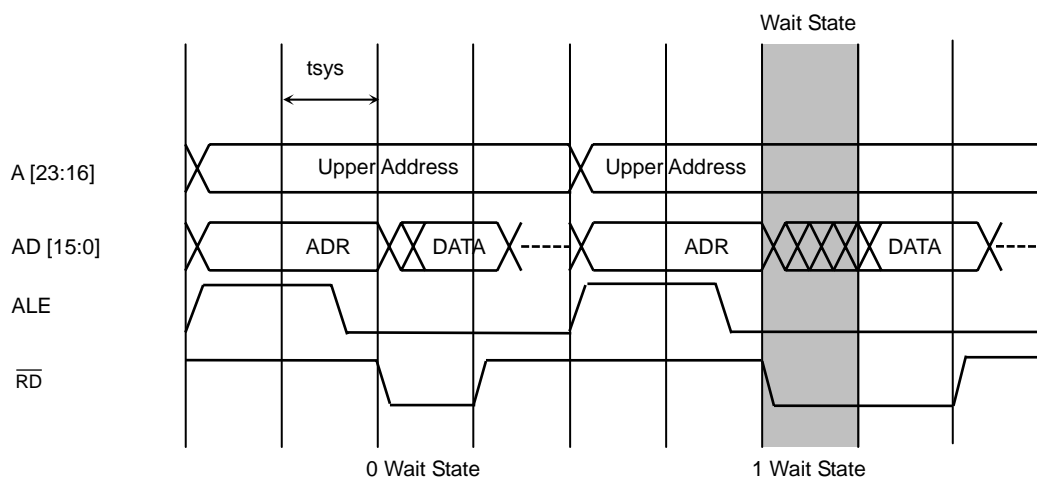 Wait State
tsys
A [23:16]
Upper Address
Upper Address
AD [15:0]
ADR
DATA
ADR
DATA
ALE
RD
0 Wait State
1 Wait State